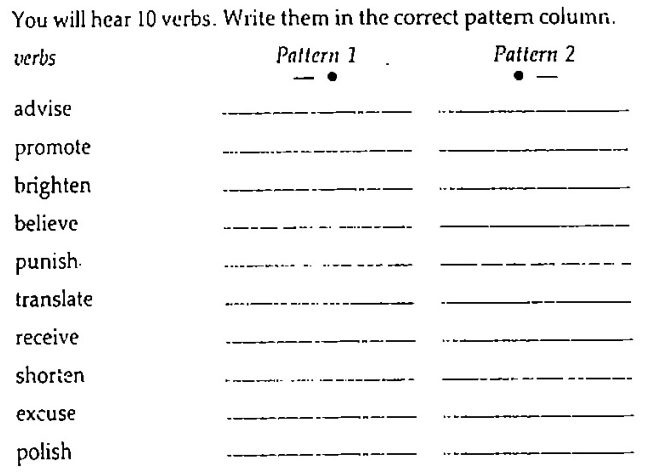 You will hear 10 verbs. Write them in the correct pattern column.
verbs Pattern 1 Pattern 2
advise
promote
brighten
believe
punish
translate
receive
shorten
excuse
polish